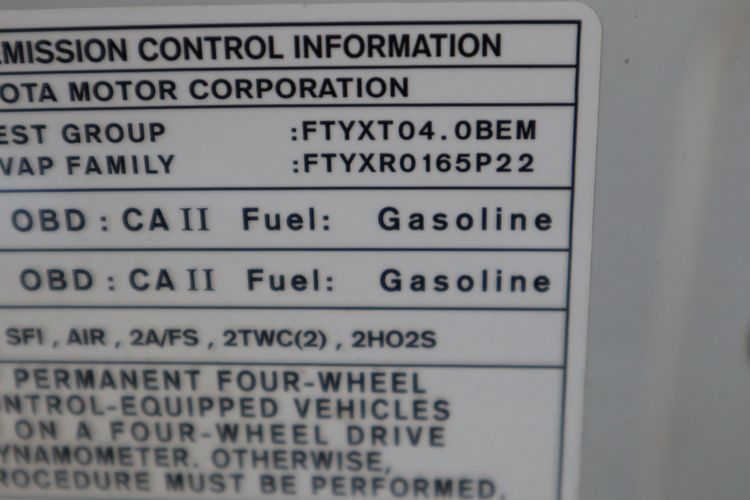 MISSION CONTROL INFORMATION
OTA MOTOR CORPORATION
EST GROUP :FTYXT04.0BEM
VAP FAMILY :FTYXR0165P22
OBD : CA II Fuel: Gasoline
OBD : CA II Fuel: Gasoline
SFI , AIR , 2A/FS , 2TWC(2) , 2HO2S
PERMANENT FOUR-WHEEL
NTROL-EQUIPPED VEHICLES
ON A FOUR-WHEEL DRIVE
YNAMOMETER. OTHERWISE,
ROCEDURE MUST BE PERFORMED.